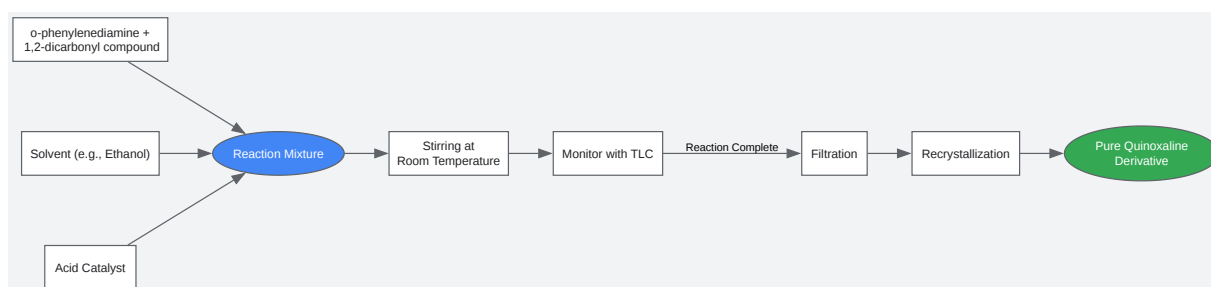 o-phenylenediamine +
1,2-dicarbonyl compound
Solvent (e.g., Ethanol)
Acid Catalyst
Reaction Mixture
Stirring at
Room Temperature
Monitor with TLC
Reaction Complete
Filtration
Recrystallization
Pure Quinoxaline
Derivative